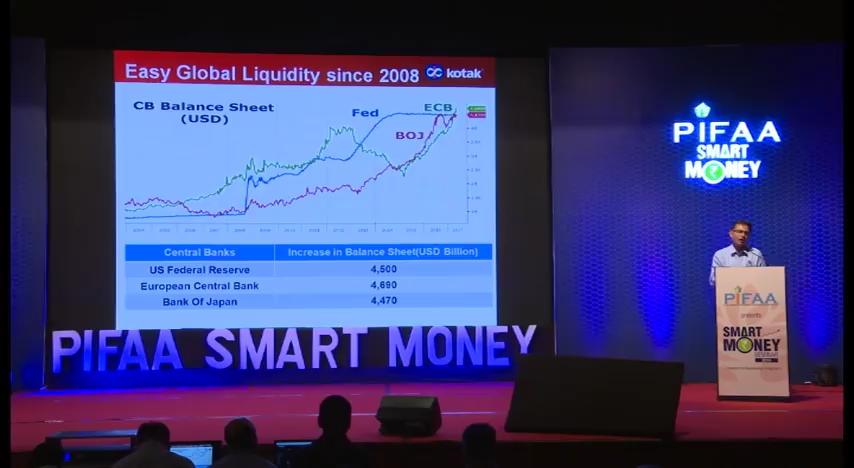 Easy Global Liquidity since 2008
kotak
CB Balance Sheet
(USD)
Fed
ECB
BOJ
Central Banks
Increase in Balance Sheet(USD Billion)
US Federal Reserve
4,500
European Central Bank
4,690
Bank Of Japan
4,470
PIFAA SMART MONEY
PIFAA
SMART
MONEY
PIFAA
presents
SMART
MONEY